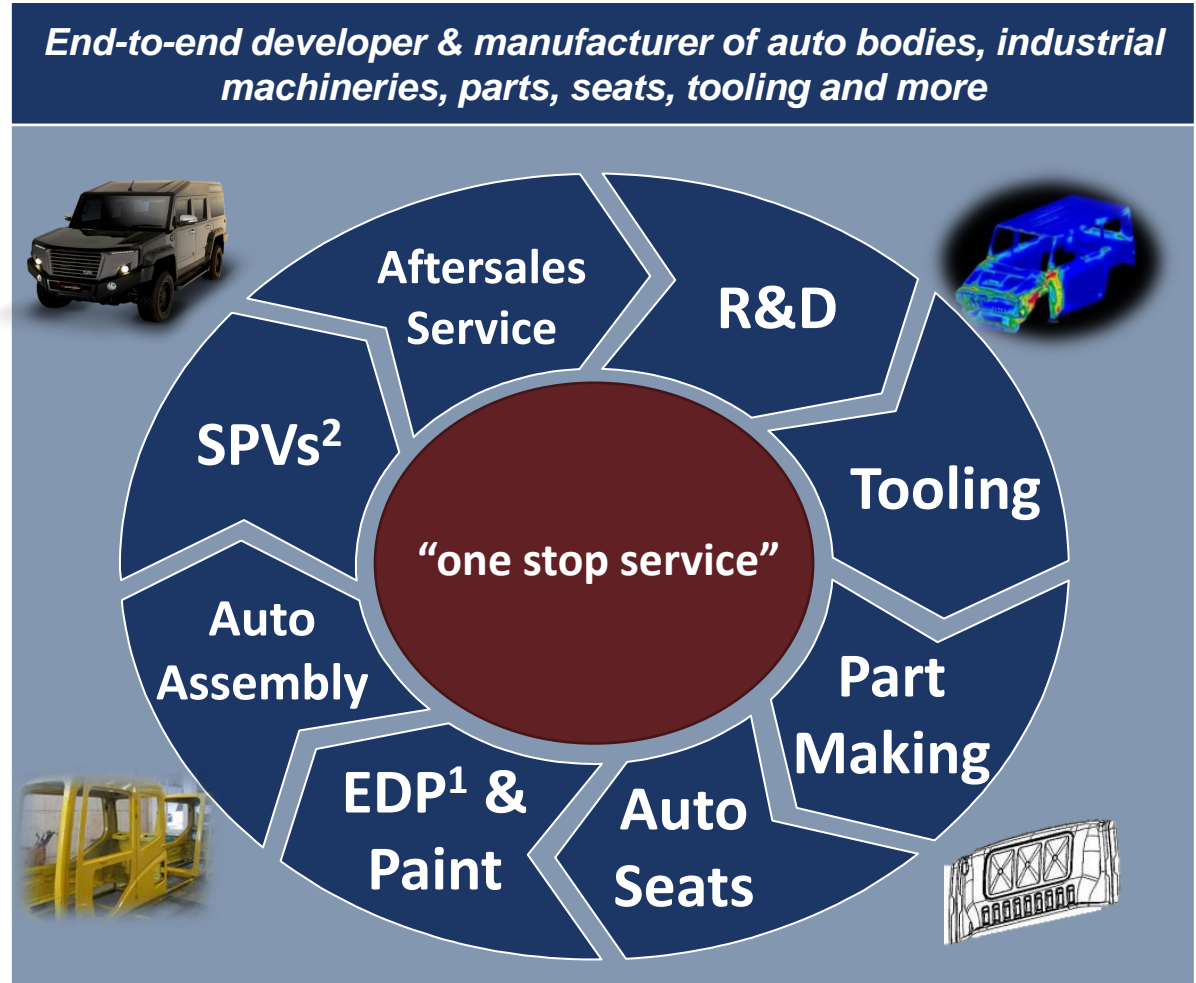 End-to-end developer & manufacturer of auto bodies, industrial
machineries, parts, seats, tooling and more
Aftersales
Service
R&D
SPVs²
Tooling
"one stop service"
Auto
Assembly
Part
Making
EDP¹ &
Paint
Auto
Seats